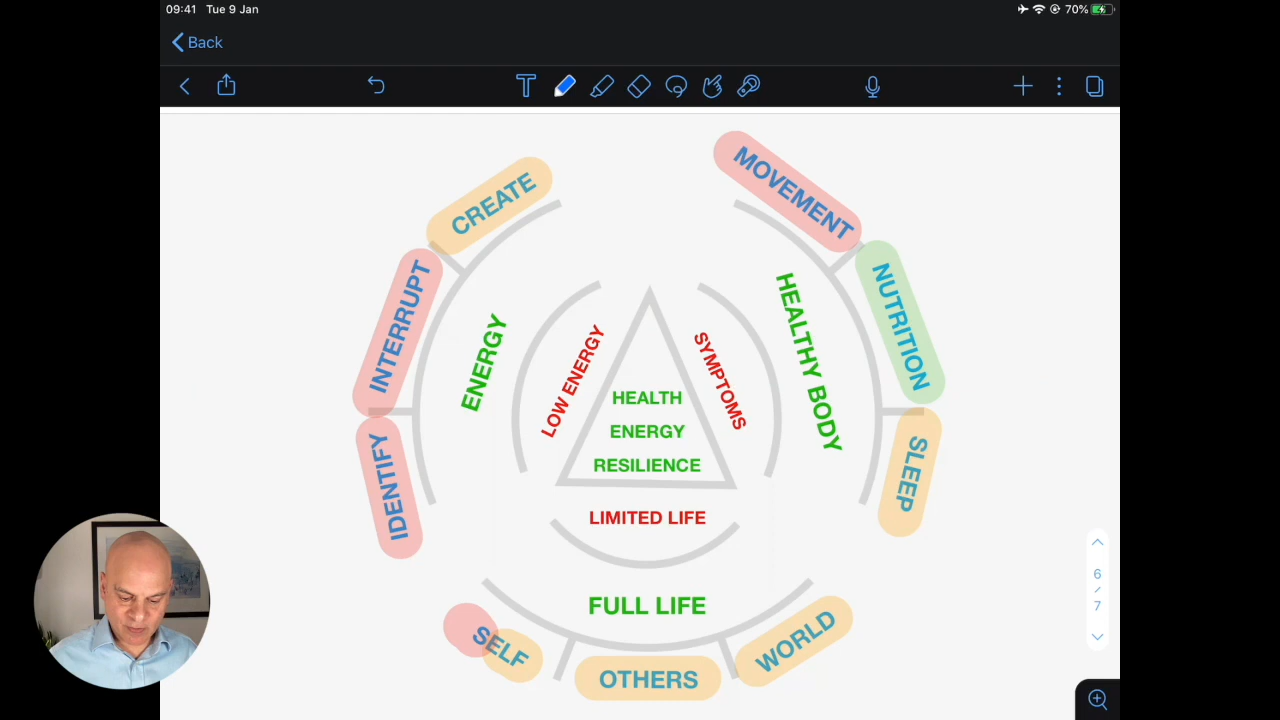 09:41 Tue 9 Jan
70%
Back
T
CREATE
MOVEMENT
INTERRUPT
NUTRITION
ENERGY
HEALTHY BODY
LOW ENERGY
SYMPTOMS
HEALTH
ENERGY
RESILIENCE
IDENTIFY
SLEEP
LIMITED LIFE
FULL LIFE
SELF
OTHERS
WORLD
6
/
7